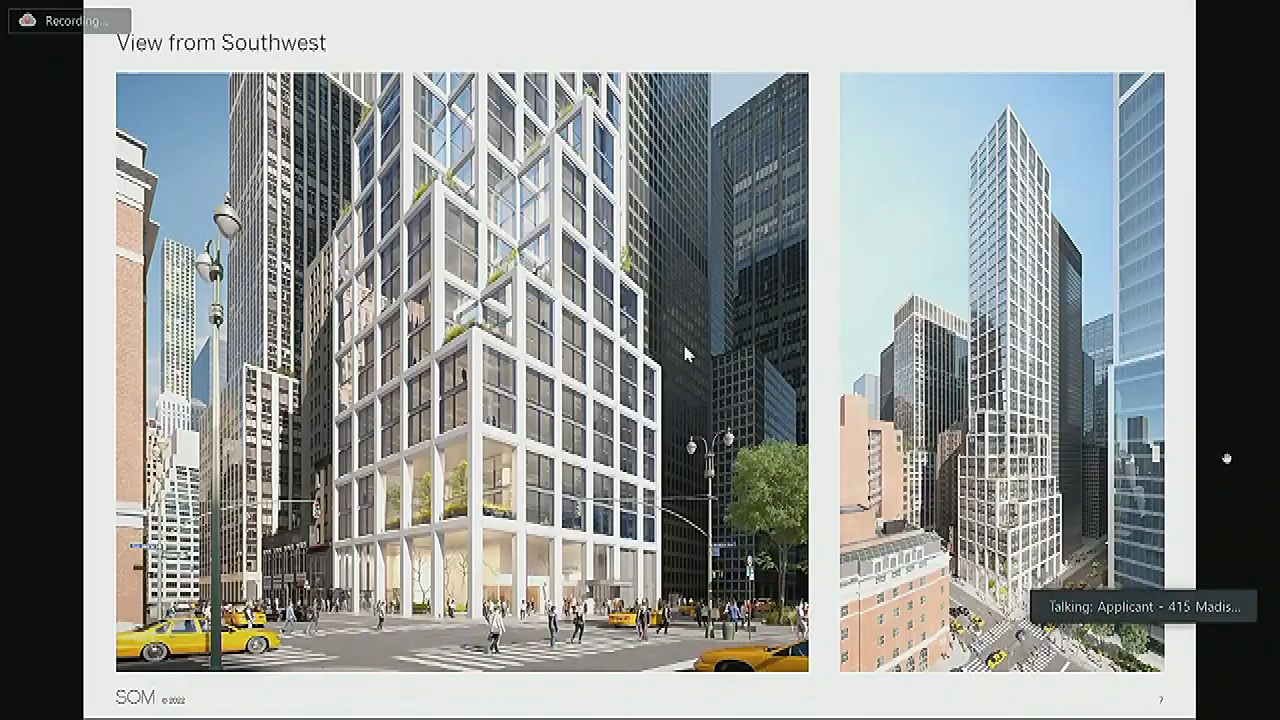 Recording...
View from Southwest
Talking: Applicant - 415 Madis...
SOM © 2022
7